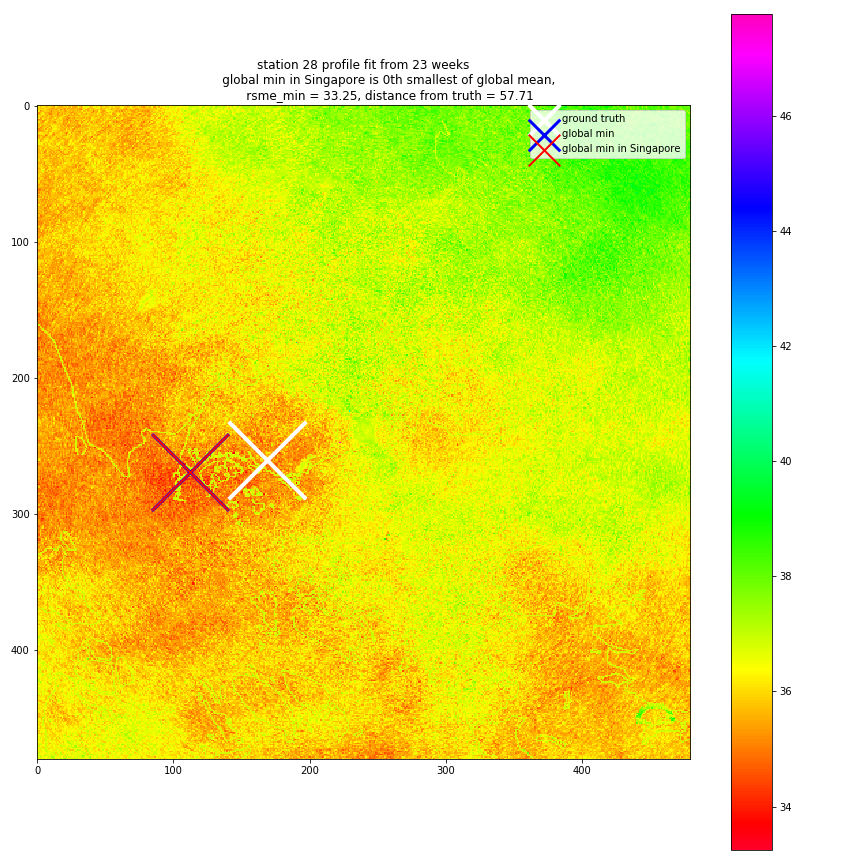 station 28 profile fit from 23 weeks
global min in Singapore is 0th smallest of global mean,
rsme_min = 33.25, distance from truth = 57.71
ground truth
global min
global min in Singapore
0
100
200
300
400
0 100 200 300 400
46
44
42
40
38
36
34